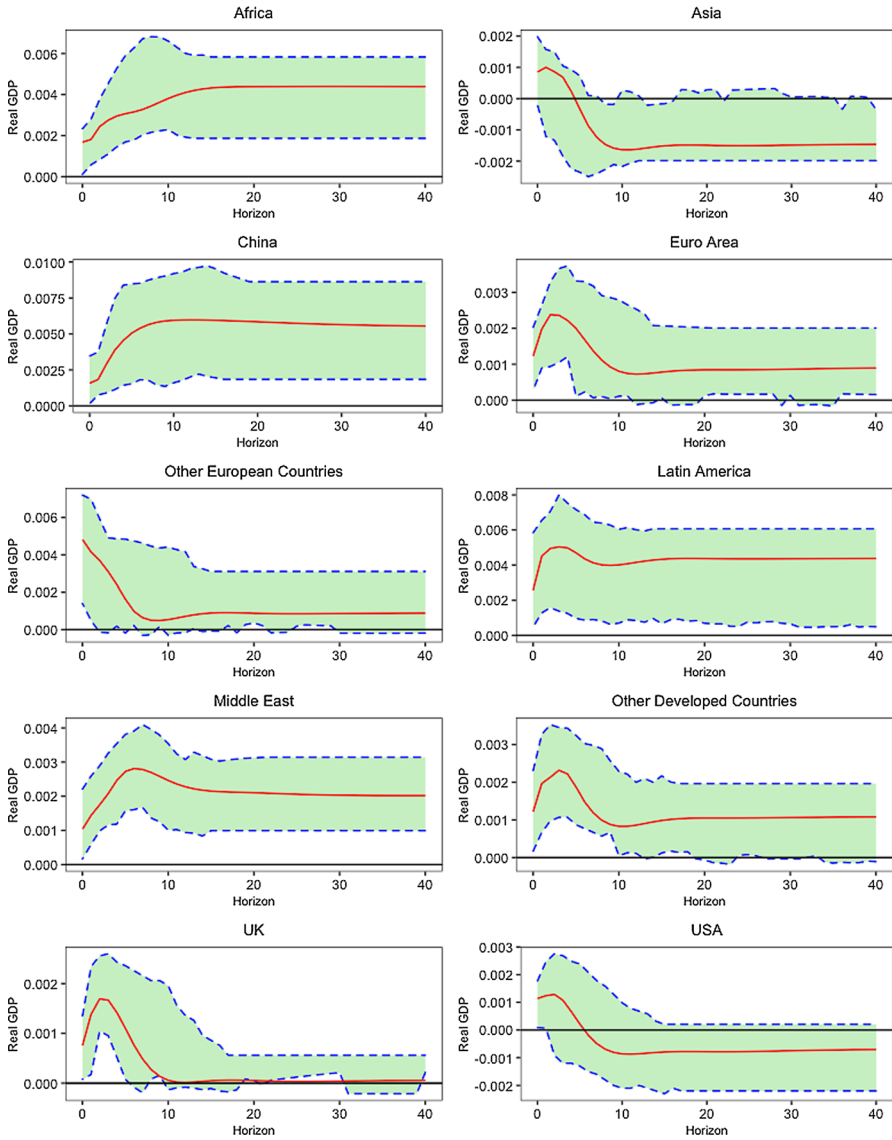 Africa
Real GDP
0.006
0.004
0.002
0.000
0 10 20 30 40
Horizon
Asia
Real GDP
0.002
0.001
0.000
-0.001
-0.002
0 10 20 30 40
Horizon
China
Real GDP
0.0100
0.0075
0.0050
0.0025
0.0000
0 10 20 30 40
Horizon
Euro Area
Real GDP
0.003
0.002
0.001
0.000
0 10 20 30 40
Horizon
Other European Countries
Real GDP
0.006
0.004
0.002
0.000
0 10 20 30 40
Horizon
Latin America
Real GDP
0.008
0.006
0.004
0.002
0.000
0 10 20 30 40
Horizon
Middle East
Real GDP
0.004
0.003
0.002
0.001
0.000
0 10 20 30 40
Horizon
Other Developed Countries
Real GDP
0.003
0.002
0.001
0.000
0 10 20 30 40
Horizon
UK
Real GDP
0.002
0.001
0.000
0 10 20 30 40
Horizon
USA
Real GDP
0.003
0.002
0.001
0.000
-0.001
-0.002
0 10 20 30 40
Horizon